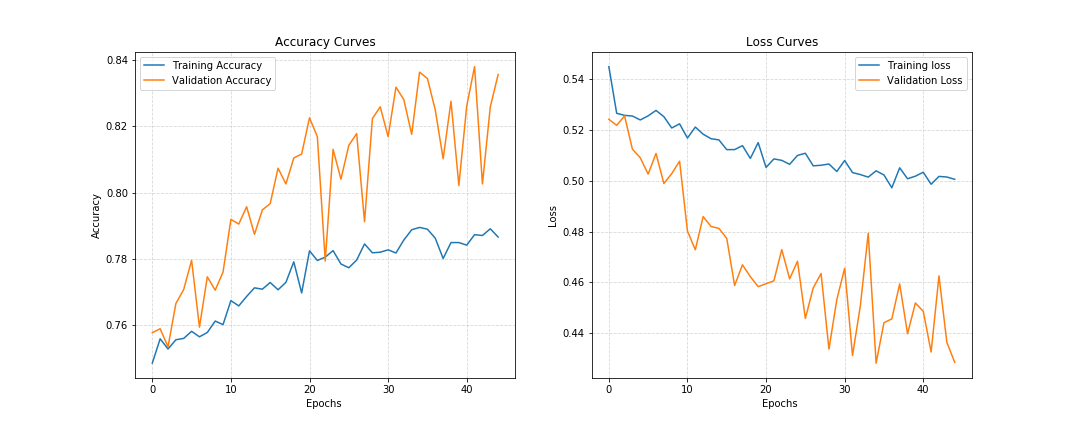 Accuracy Curves
Training Accuracy
Validation Accuracy
0.84
0.82
0.80
0.78
0.76
Accuracy
0
10
20
30
40
Epochs
Loss Curves
Training loss
Validation Loss
0.54
0.52
0.50
0.48
0.46
0.44
Loss
0
10
20
30
40
Epochs